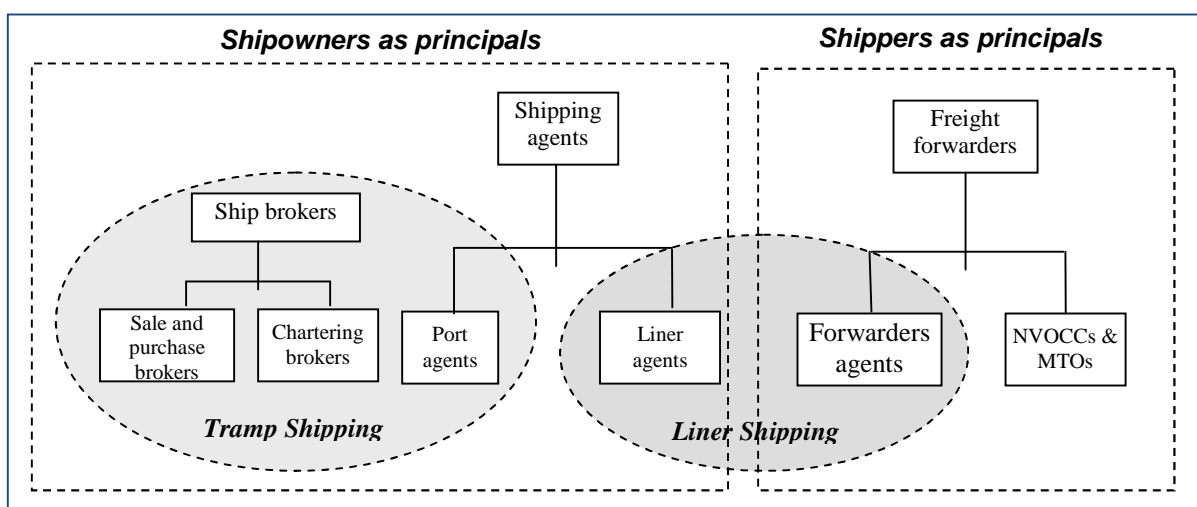 Shipowners as principals
Shippers as principals
Shipping
agents
Freight
forwarders
Ship brokers
Sale and
purchase
brokers
Chartering
brokers
Port
agents
Liner
agents
Forwarders
agents
NVOCCs &
MTOs
Tramp Shipping
Liner Shipping